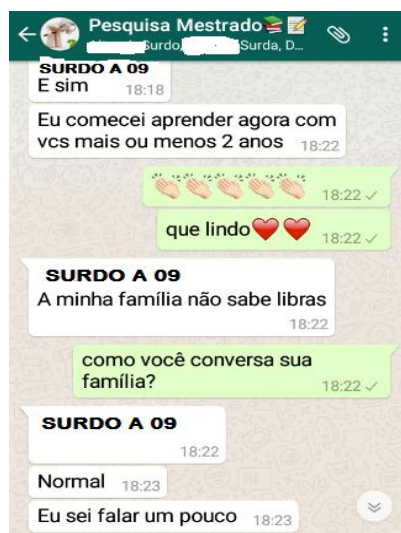 Pesquisa Mestrado
Surdo, Surda, D...
SURDO A 09
E sim 18:18
Eu comecei aprender agora com
vcs mais ou menos 2 anos 18:22
18:22
que lindo 18:22
SURDO A 09
A minha família não sabe libras
18:22
como você conversa sua
família? 18:22
SURDO A 09
18:22
Normal 18:23
Eu sei falar um pouco 18:23